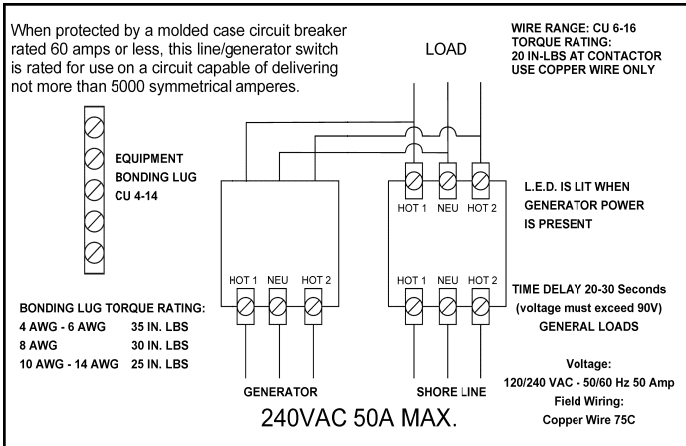 When protected by a molded case circuit breaker
rated 60 amps or less, this line/generator switch
is rated for use on a circuit capable of delivering
not more than 5000 symmetrical amperes.
LOAD
WIRE RANGE: CU 6-16
TORQUE RATING:
20 IN-LBS AT CONTACTOR
USE COPPER WIRE ONLY
EQUIPMENT
BONDING LUG
CU 4-14
HOT 1 NEU HOT 2
L.E.D. IS LIT WHEN
GENERATOR POWER
IS PRESENT
HOT 1 NEU HOT 2
HOT 1 NEU HOT 2
TIME DELAY 20-30 Seconds
(voltage must exceed 90V)
GENERAL LOADS
BONDING LUG TORQUE RATING:
4 AWG - 6 AWG 35 IN. LBS
8 AWG 30 IN. LBS
10 AWG - 14 AWG 25 IN. LBS
GENERATOR
SHORE LINE
240VAC 50A MAX.
Voltage:
120/240 VAC - 50/60 Hz 50 Amp
Field Wiring:
Copper Wire 75C